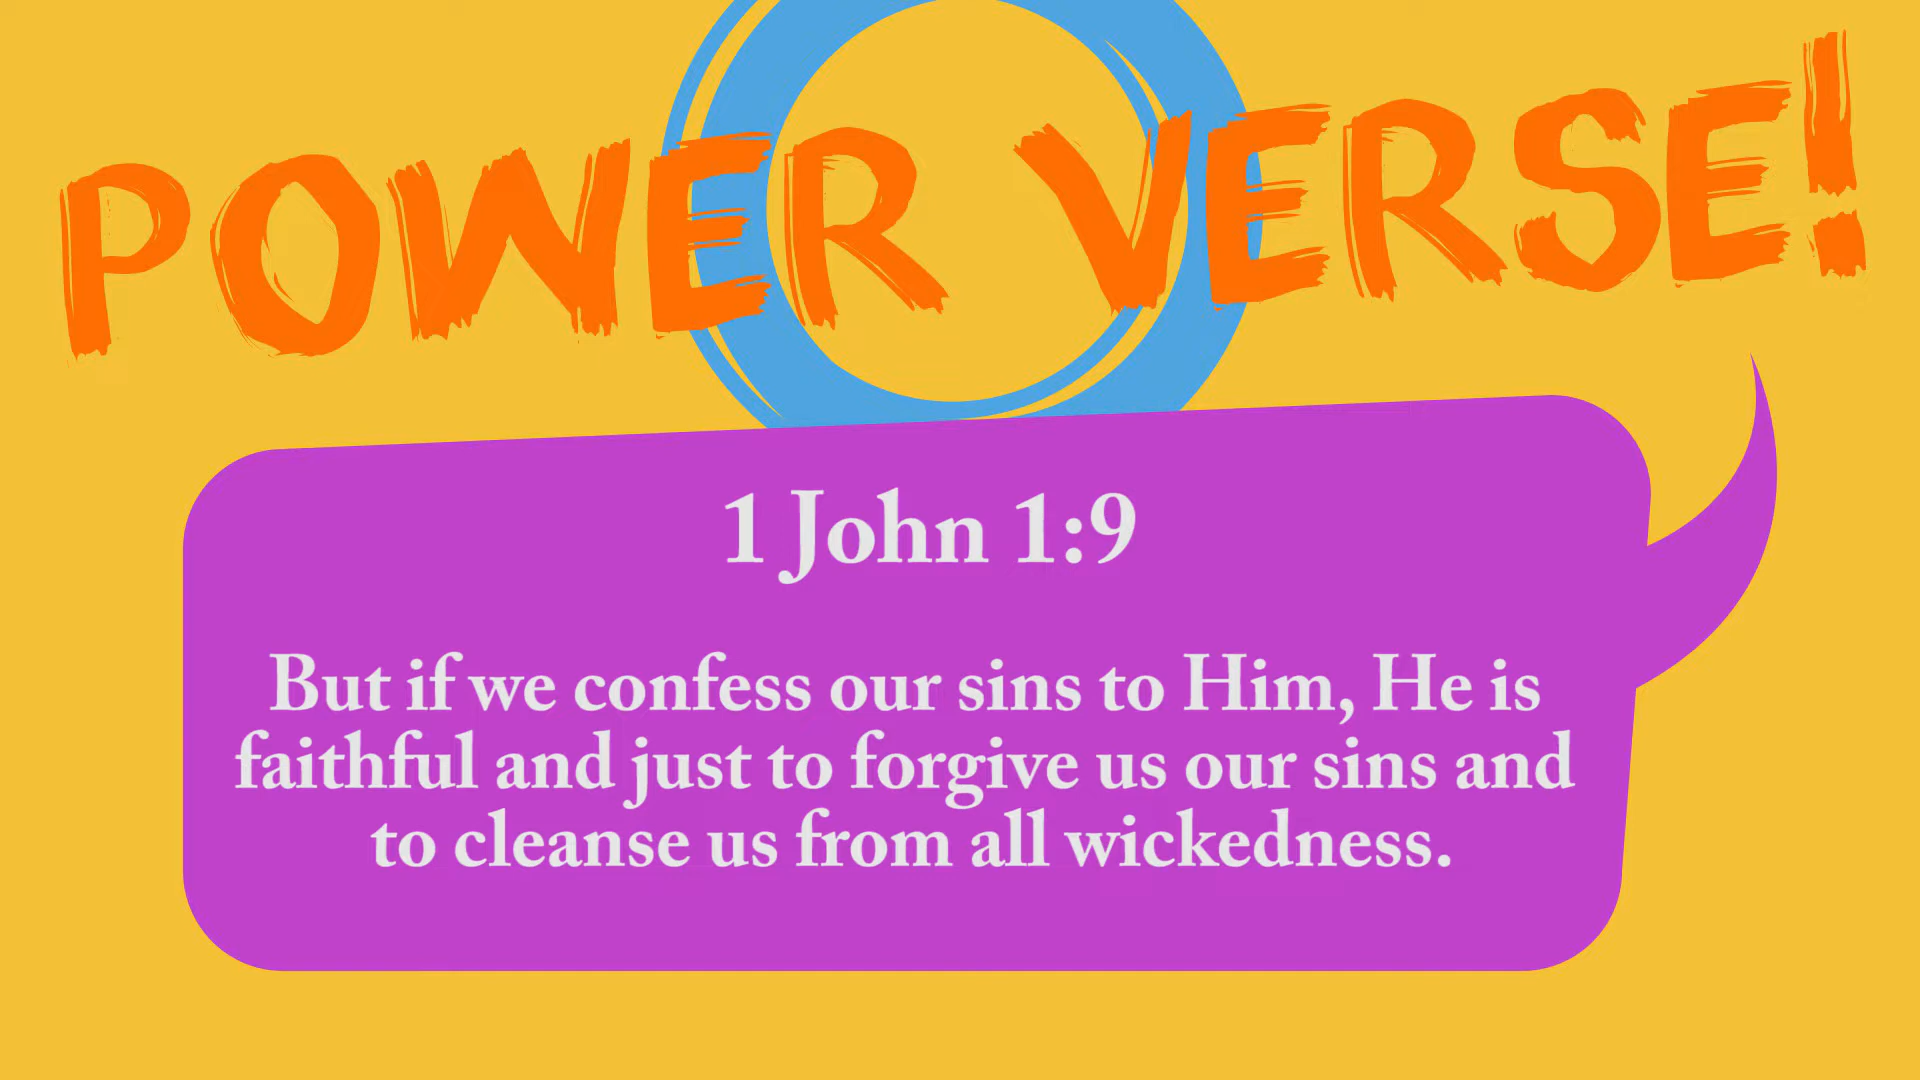 POWER VERSE!
1 John 1:9
But if we confess our sins to Him, He is
faithful and just to forgive us our sins and
to cleanse us from all wickedness.